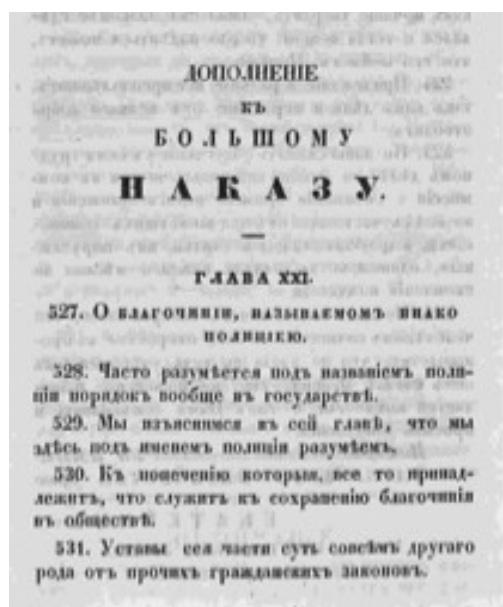 ДОПОЛНЕНІЕ
КЪ
БОЛЬШОМУ
НАКАЗУ.
ГЛАВА XXI.
527. О БЛАГОЧИНІИ, НАЗЫВАЕМОМЪ ИНАКО
ПОЛИЦІЕЮ.
528. Часто разумѣется подъ названіемъ поли-
ціи порядокъ вообще въ государствѣ.
529. Мы изъяснимся въ сей главѣ, что мы
здѣсь подъ именемъ полиціи разумѣемъ.
530. Къ попеченію которыя, все то принад-
лежитъ, что служитъ къ сохраненію благочинія
въ обществѣ.
531. Уставы сея части суть совсѣмъ другаго
рода отъ прочихъ гражданскихъ законовъ.